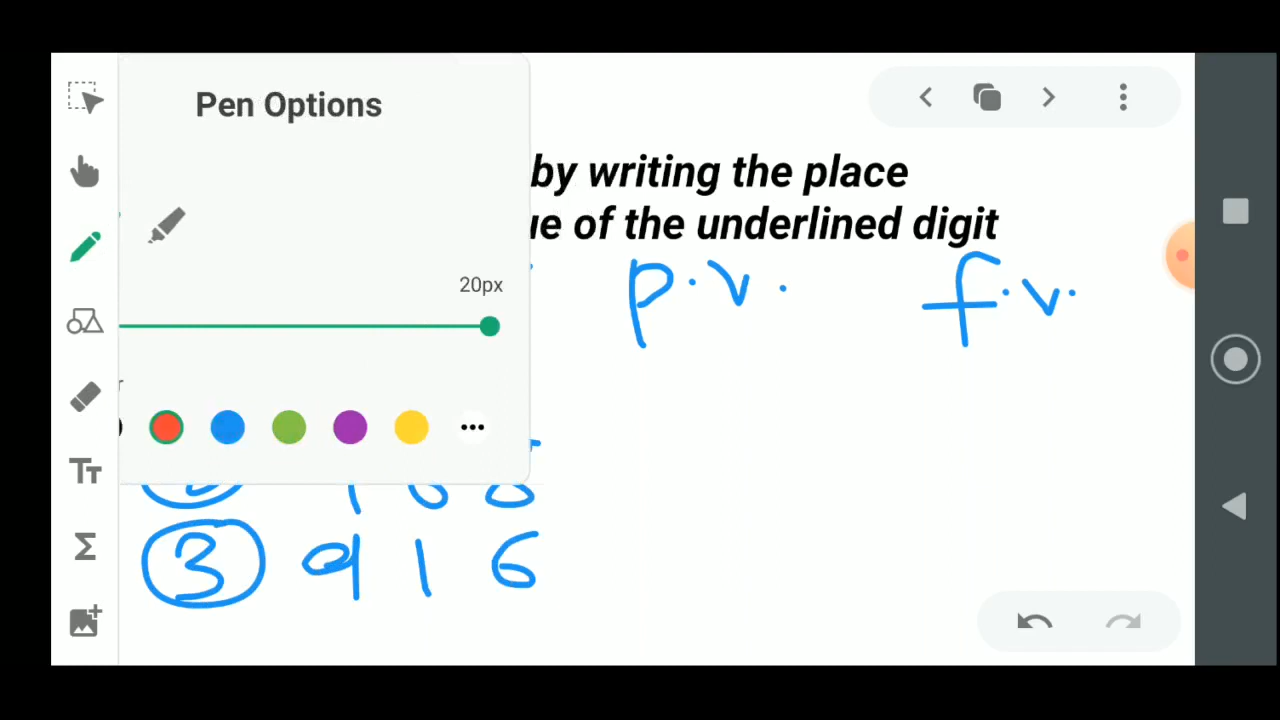 Pen Options
by writing the place
ue of the underlined digit
20px
p.v. f.v.
3 9 1 6